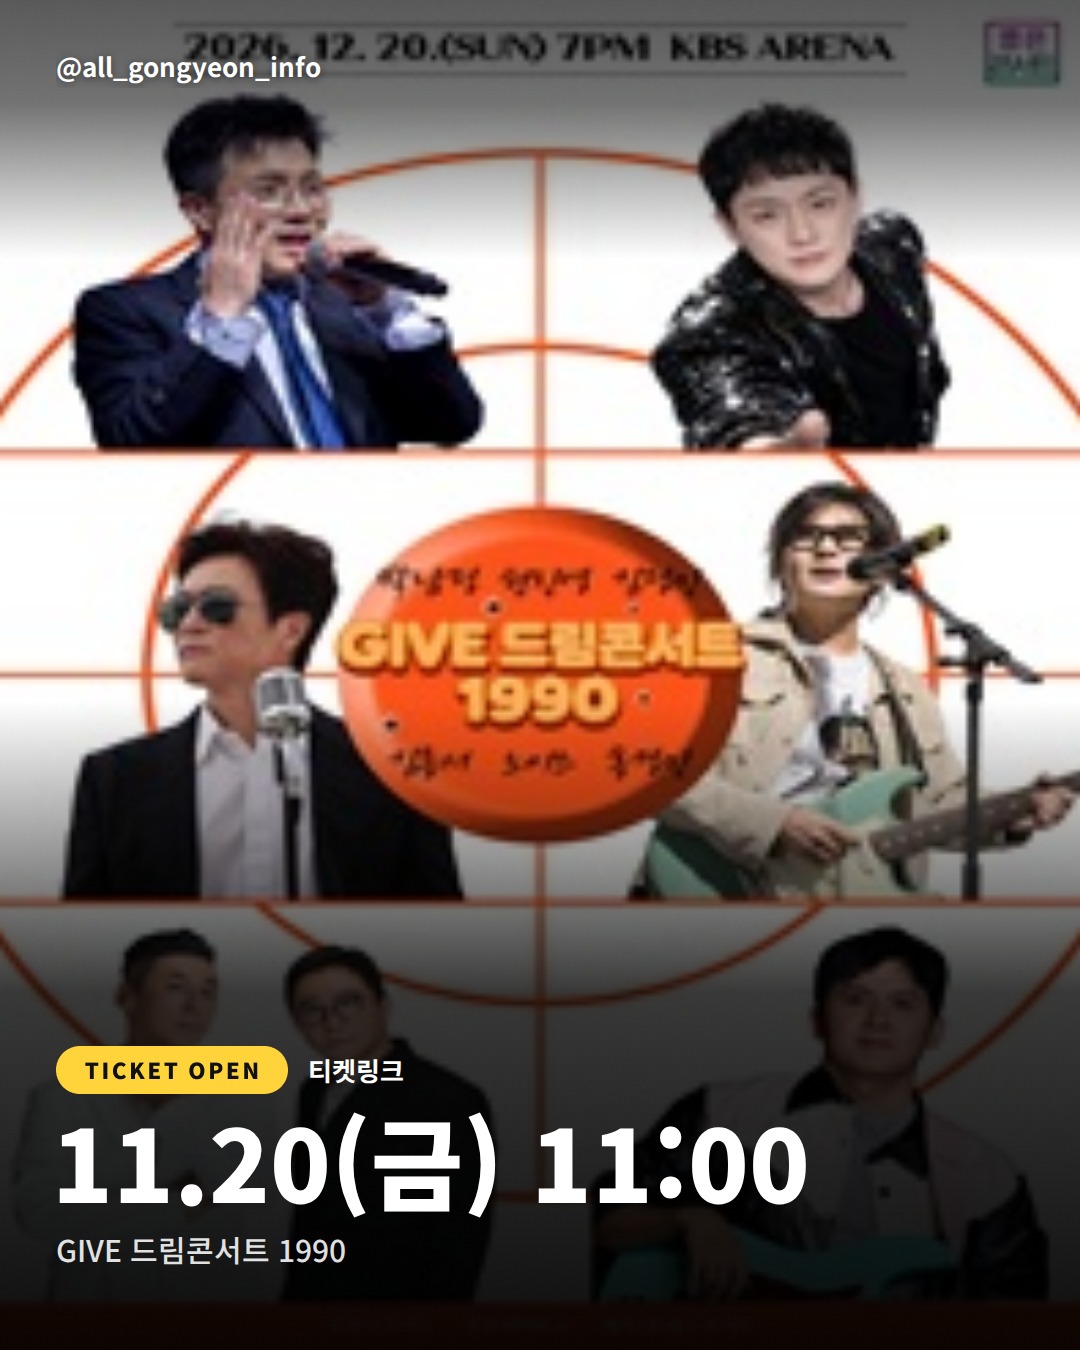 2026. 12. 20.(SUN) 7PM KBS ARENA
@all_gongyeon_info
GIVE 드림콘서트
1990
TICKET OPEN 티켓링크
11.20(금) 11:00
GIVE 드림콘서트 1990